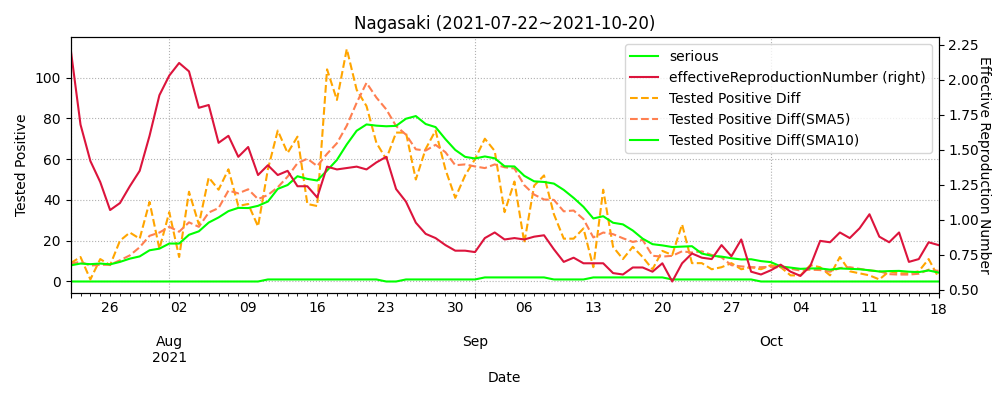 Nagasaki (2021-07-22~2021-10-20)
serious
effectiveReproductionNumber (right)
Tested Positive Diff
Tested Positive Diff(SMA5)
Tested Positive Diff(SMA10)
Tested Positive
100
80
60
40
20
0
2.25
2.00
1.75
1.50
1.25
1.00
0.75
0.50
Effective Reproduction Number
26 02 09 16 23 30 06 13 20 27 04 11 18
Aug Sep Oct
2021
Date